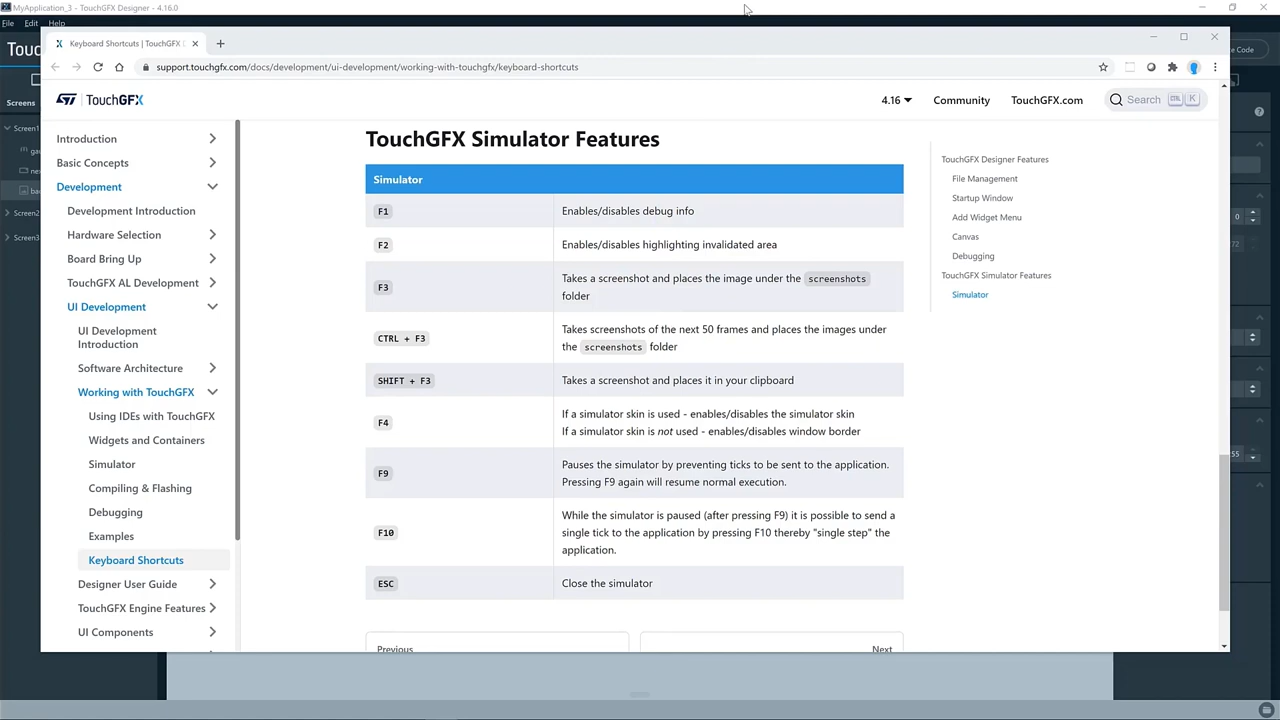 MyApplication_3 - TouchGFX Designer - 4.16.0
File Edit Help
Keyboard Shortcuts | TouchGFX
support.touchgfx.com/docs/development/ui-development/working-with-touchgfx/keyboard-shortcuts
Touc
Code
TouchGFX
4.16
Community
TouchGFX.com
Search
K
Screens
Screen1
Screen2
Screen3
0
72
55
Introduction
Basic Concepts
Development
Development Introduction
Hardware Selection
Board Bring Up
TouchGFX AL Development
UI Development
UI Development
Introduction
Software Architecture
Working with TouchGFX
Using IDEs with TouchGFX
Widgets and Containers
Simulator
Compiling & Flashing
Debugging
Examples
Keyboard Shortcuts
Designer User Guide
TouchGFX Engine Features
UI Components
TouchGFX Simulator Features
Simulator
F1 Enables/disables debug info
F2 Enables/disables highlighting invalidated area
F3 Takes a screenshot and places the image under the screenshots
folder
CTRL + F3 Takes screenshots of the next 50 frames and places the images under
the screenshots folder
SHIFT + F3 Takes a screenshot and places it in your clipboard
F4 If a simulator skin is used - enables/disables the simulator skin
If a simulator skin is not used - enables/disables window border
F9 Pauses the simulator by preventing ticks to be sent to the application.
Pressing F9 again will resume normal execution.
F10 While the simulator is paused (after pressing F9) it is possible to send a
single tick to the application by pressing F10 thereby "single step" the
application.
ESC Close the simulator
Previous
Next
TouchGFX Designer Features
File Management
Startup Window
Add Widget Menu
Canvas
Debugging
TouchGFX Simulator Features
Simulator